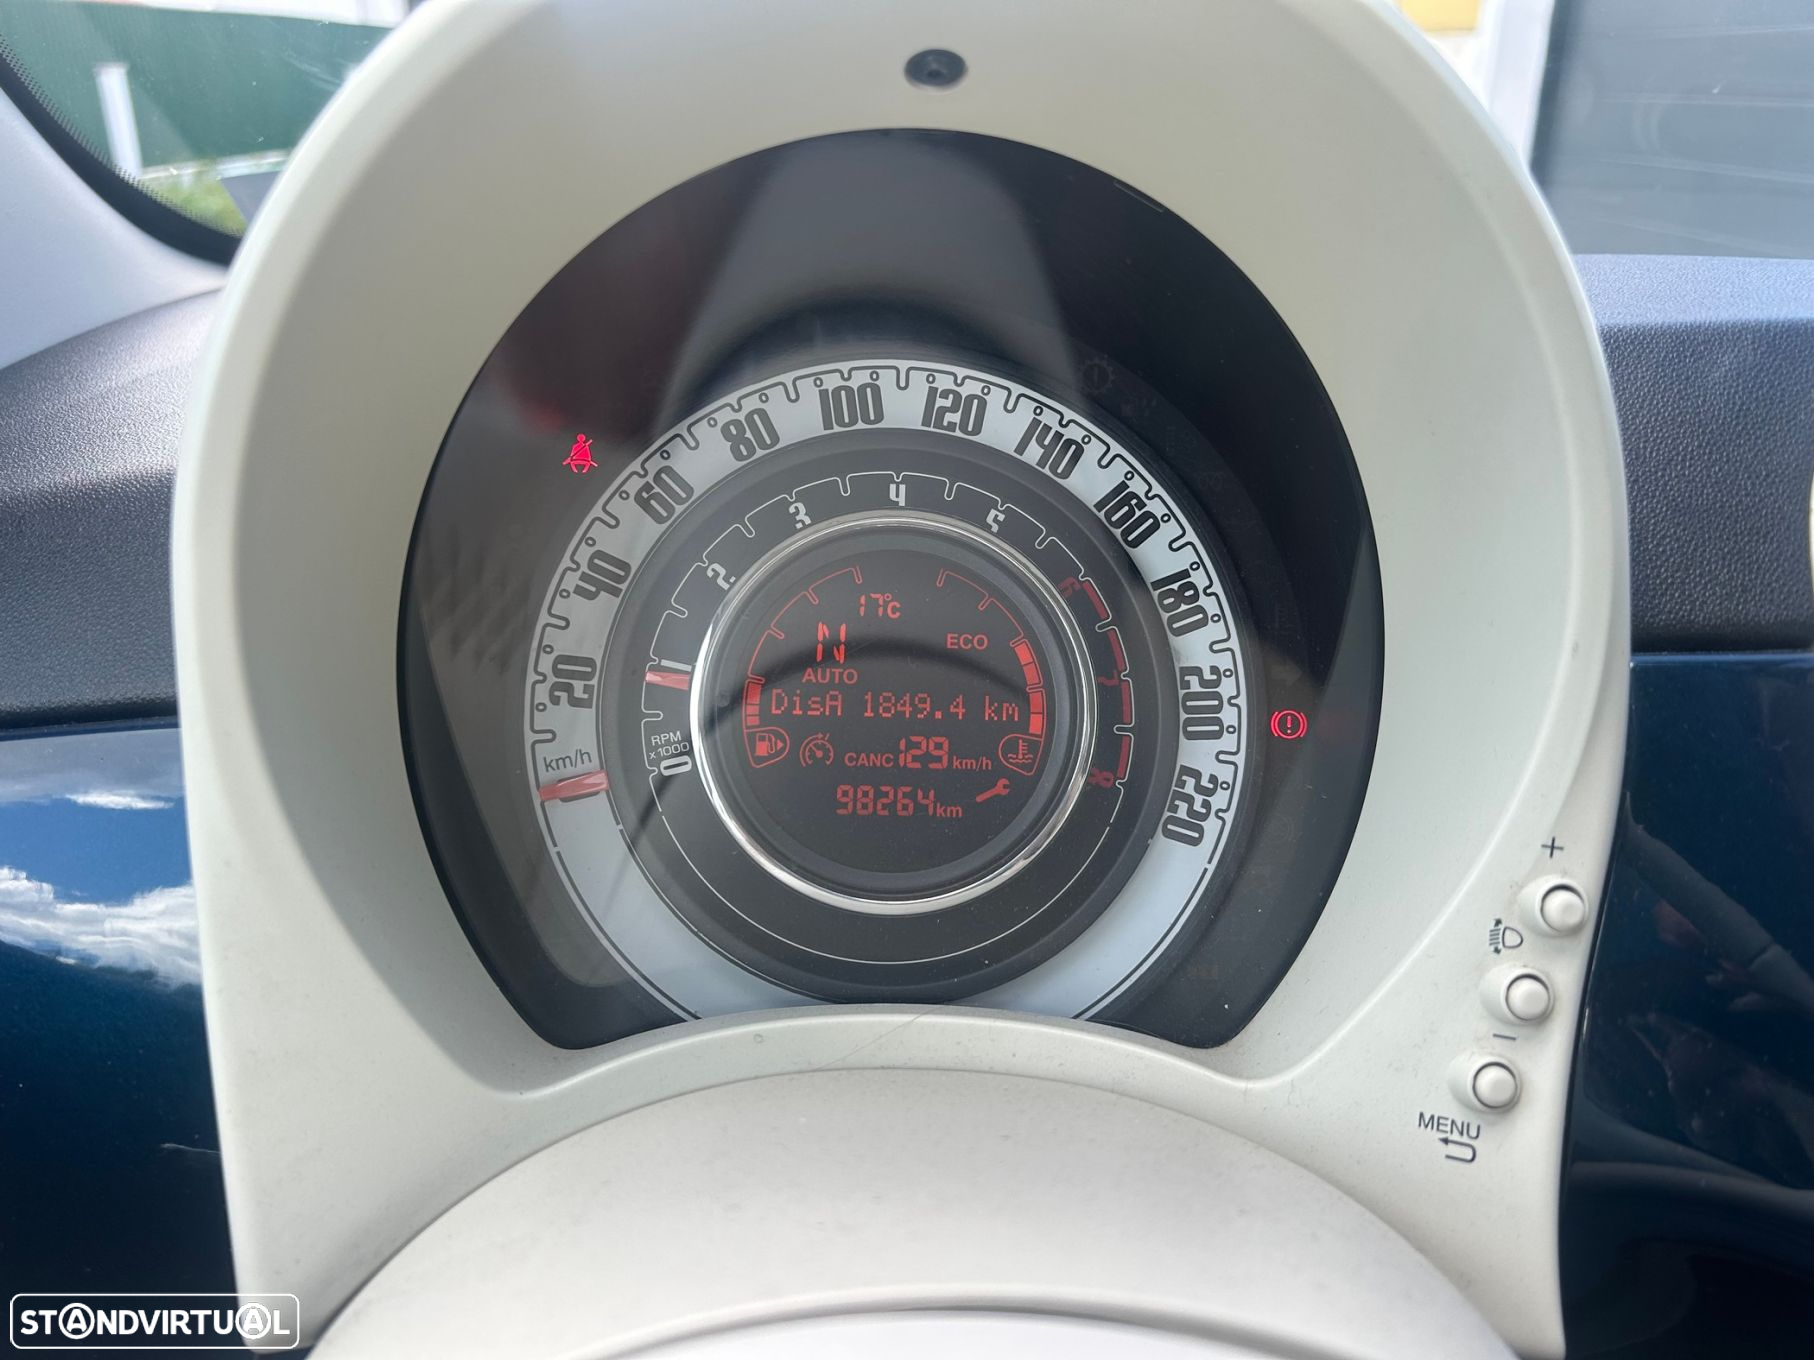 20 40 60 80 100 120 140 160 180 200 220
km/h
0 1 2 3 4 5 6 7 8
RPM
x 1000
17°C
N
ECO
AUTO
DisA 1849.4 km
CANC 129 km/h
98264 km
+
−
MENU
STANDVIRTUAL